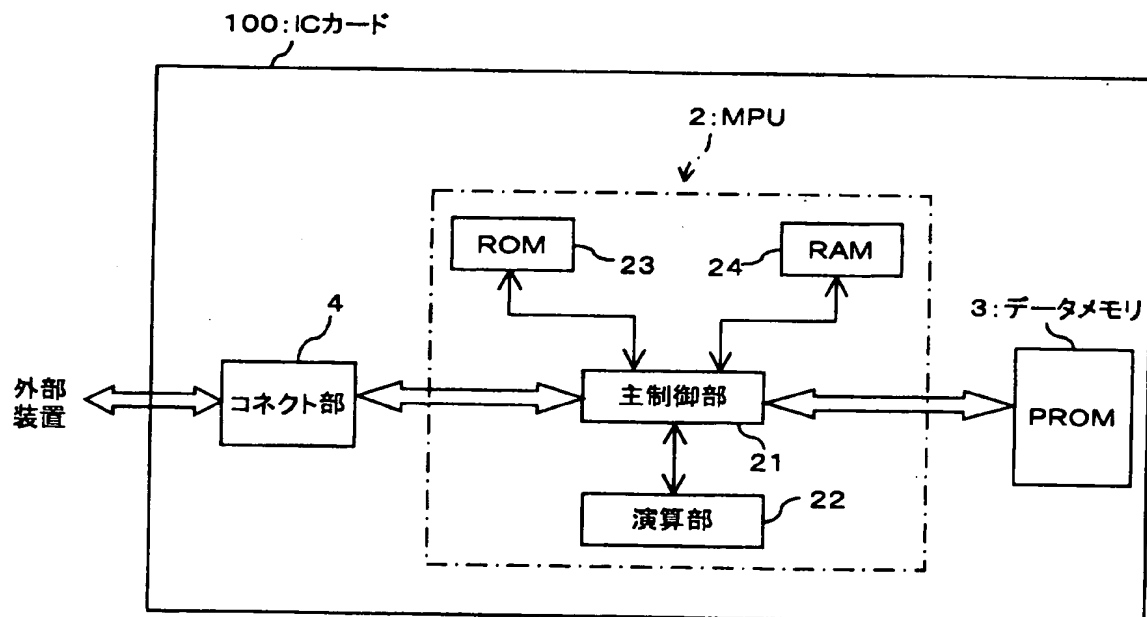 100:ICカード
2:MPU
ROM
23
24
RAM
4
3:データメモリ
外部
装置
コネクト部
主制御部
PROM
21
演算部
22